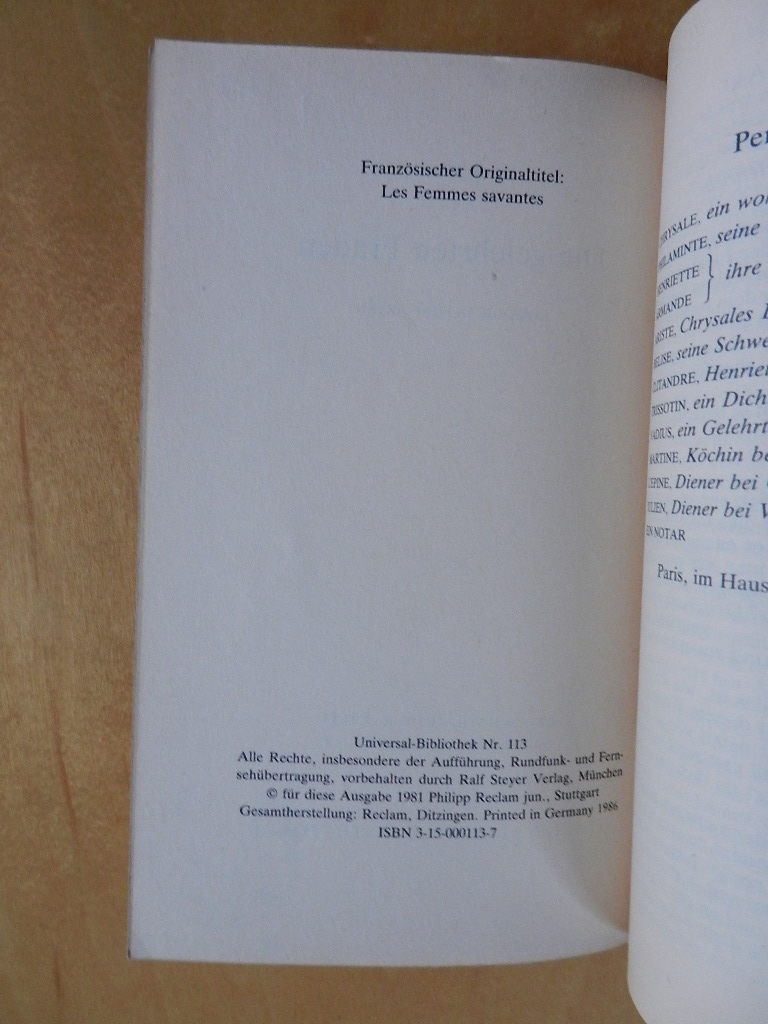 Französischer Originaltitel:
Les Femmes savantes
Universal-Bibliothek Nr. 113
Alle Rechte, insbesondere der Aufführung, Rundfunk- und Fern-
sehübertragung, vorbehalten durch Ralf Steyer Verlag, München
© für diese Ausgabe 1981 Philipp Reclam jun., Stuttgart
Gesamtherstellung: Reclam, Ditzingen. Printed in Germany 1986
ISBN 3-15-000113-7
ein
seine
ihre
Chrysales
seine
Henriet
ein Dich
ein Gelehrt
Köchin be
Diener bei
Diener bei V
NOTAR
Paris, im Haus